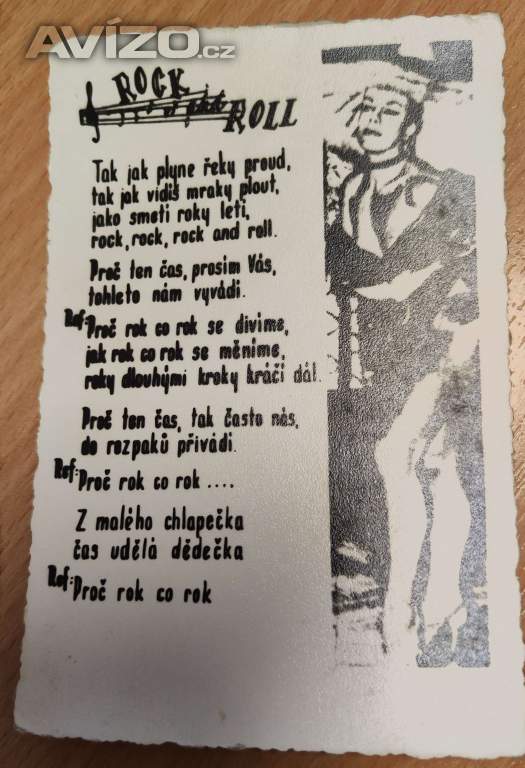 AVÍZO.cz
ROCK
ROLL
Tak jak plyne řeky proud,
tak jak vidíš mraky plout,
jako smetí roky letí,
rock, rock, rock and roll.
Proč ten čas, prosím Vás,
tohleto nám vyvádí.
Ref: Proč rok co rok se divíme,
jak rok co rok se měníme,
roky dlouhými kroky kráčí dál.
Proč ten čas, tak často nás,
do rozpaků přivádí.
Ref: Proč rok co rok ....
Z malého chlapečka
čas udělá dědečka
Ref: Proč rok co rok